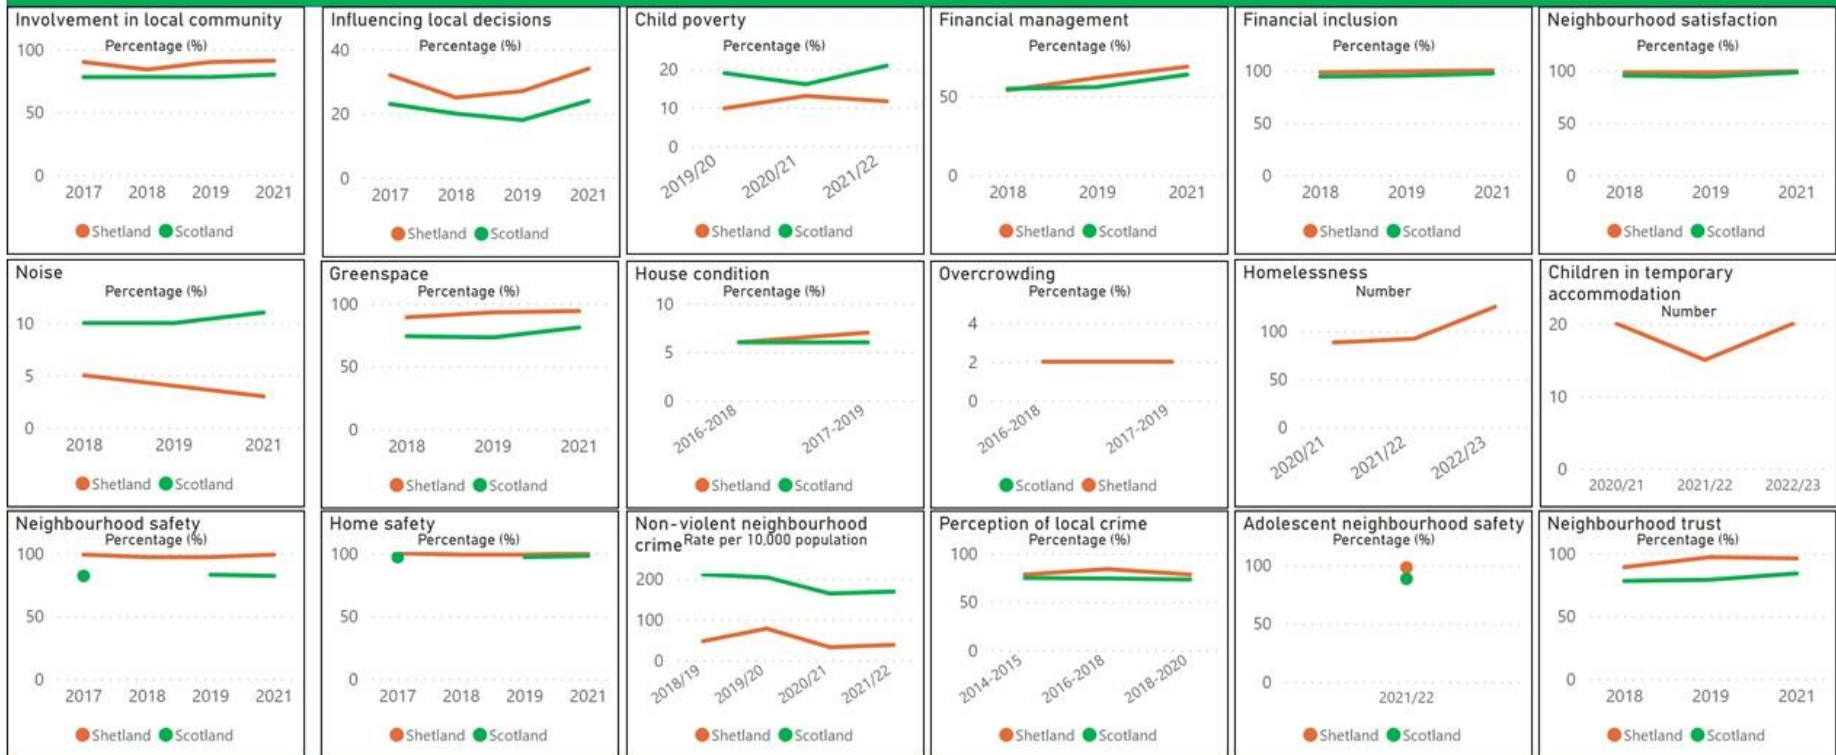 Involvement in local community
Percentage (%)
100
50
0
2017 2018 2019 2021
Shetland Scotland
Influencing local decisions
Percentage (%)
40
20
0
2017 2018 2019 2021
Shetland Scotland
Child poverty
Percentage (%)
20
10
0
2019/20 2020/21 2021/22
Shetland Scotland
Financial management
Percentage (%)
50
0
2018 2019 2021
Shetland Scotland
Financial inclusion
Percentage (%)
100
50
0
2018 2019 2021
Shetland Scotland
Neighbourhood satisfaction
Percentage (%)
100
50
0
2018 2019 2021
Shetland Scotland
Noise
Percentage (%)
10
5
0
2018 2019 2021
Shetland Scotland
Greenspace
Percentage (%)
100
50
0
2018 2019 2021
Shetland Scotland
House condition
Percentage (%)
10
5
0
2016-2018 2017-2019
Shetland Scotland
Overcrowding
Percentage (%)
4
2
0
2016-2018 2017-2019
Scotland Shetland
Homelessness
Number
100
50
0
2020/21 2021/22 2022/23
Shetland Scotland
Children in temporary
accommodation
Number
20
10
0
2020/21 2021/22 2022/23
Shetland Scotland
Neighbourhood safety
Percentage (%)
100
50
0
2017 2018 2019 2021
Shetland Scotland
Home safety
Percentage (%)
100
50
0
2017 2018 2019 2021
Shetland Scotland
Non-violent neighbourhood
crime Rate per 10,000 population
200
100
0
2018/19 2019/20 2020/21 2021/22
Shetland Scotland
Perception of local crime
Percentage (%)
100
50
0
2014-2015 2016-2018 2018-2020
Shetland Scotland
Adolescent neighbourhood safety
Percentage (%)
100
50
0
2021/22
Shetland Scotland
Neighbourhood trust
Percentage (%)
100
50
0
2018 2019 2021
Shetland Scotland